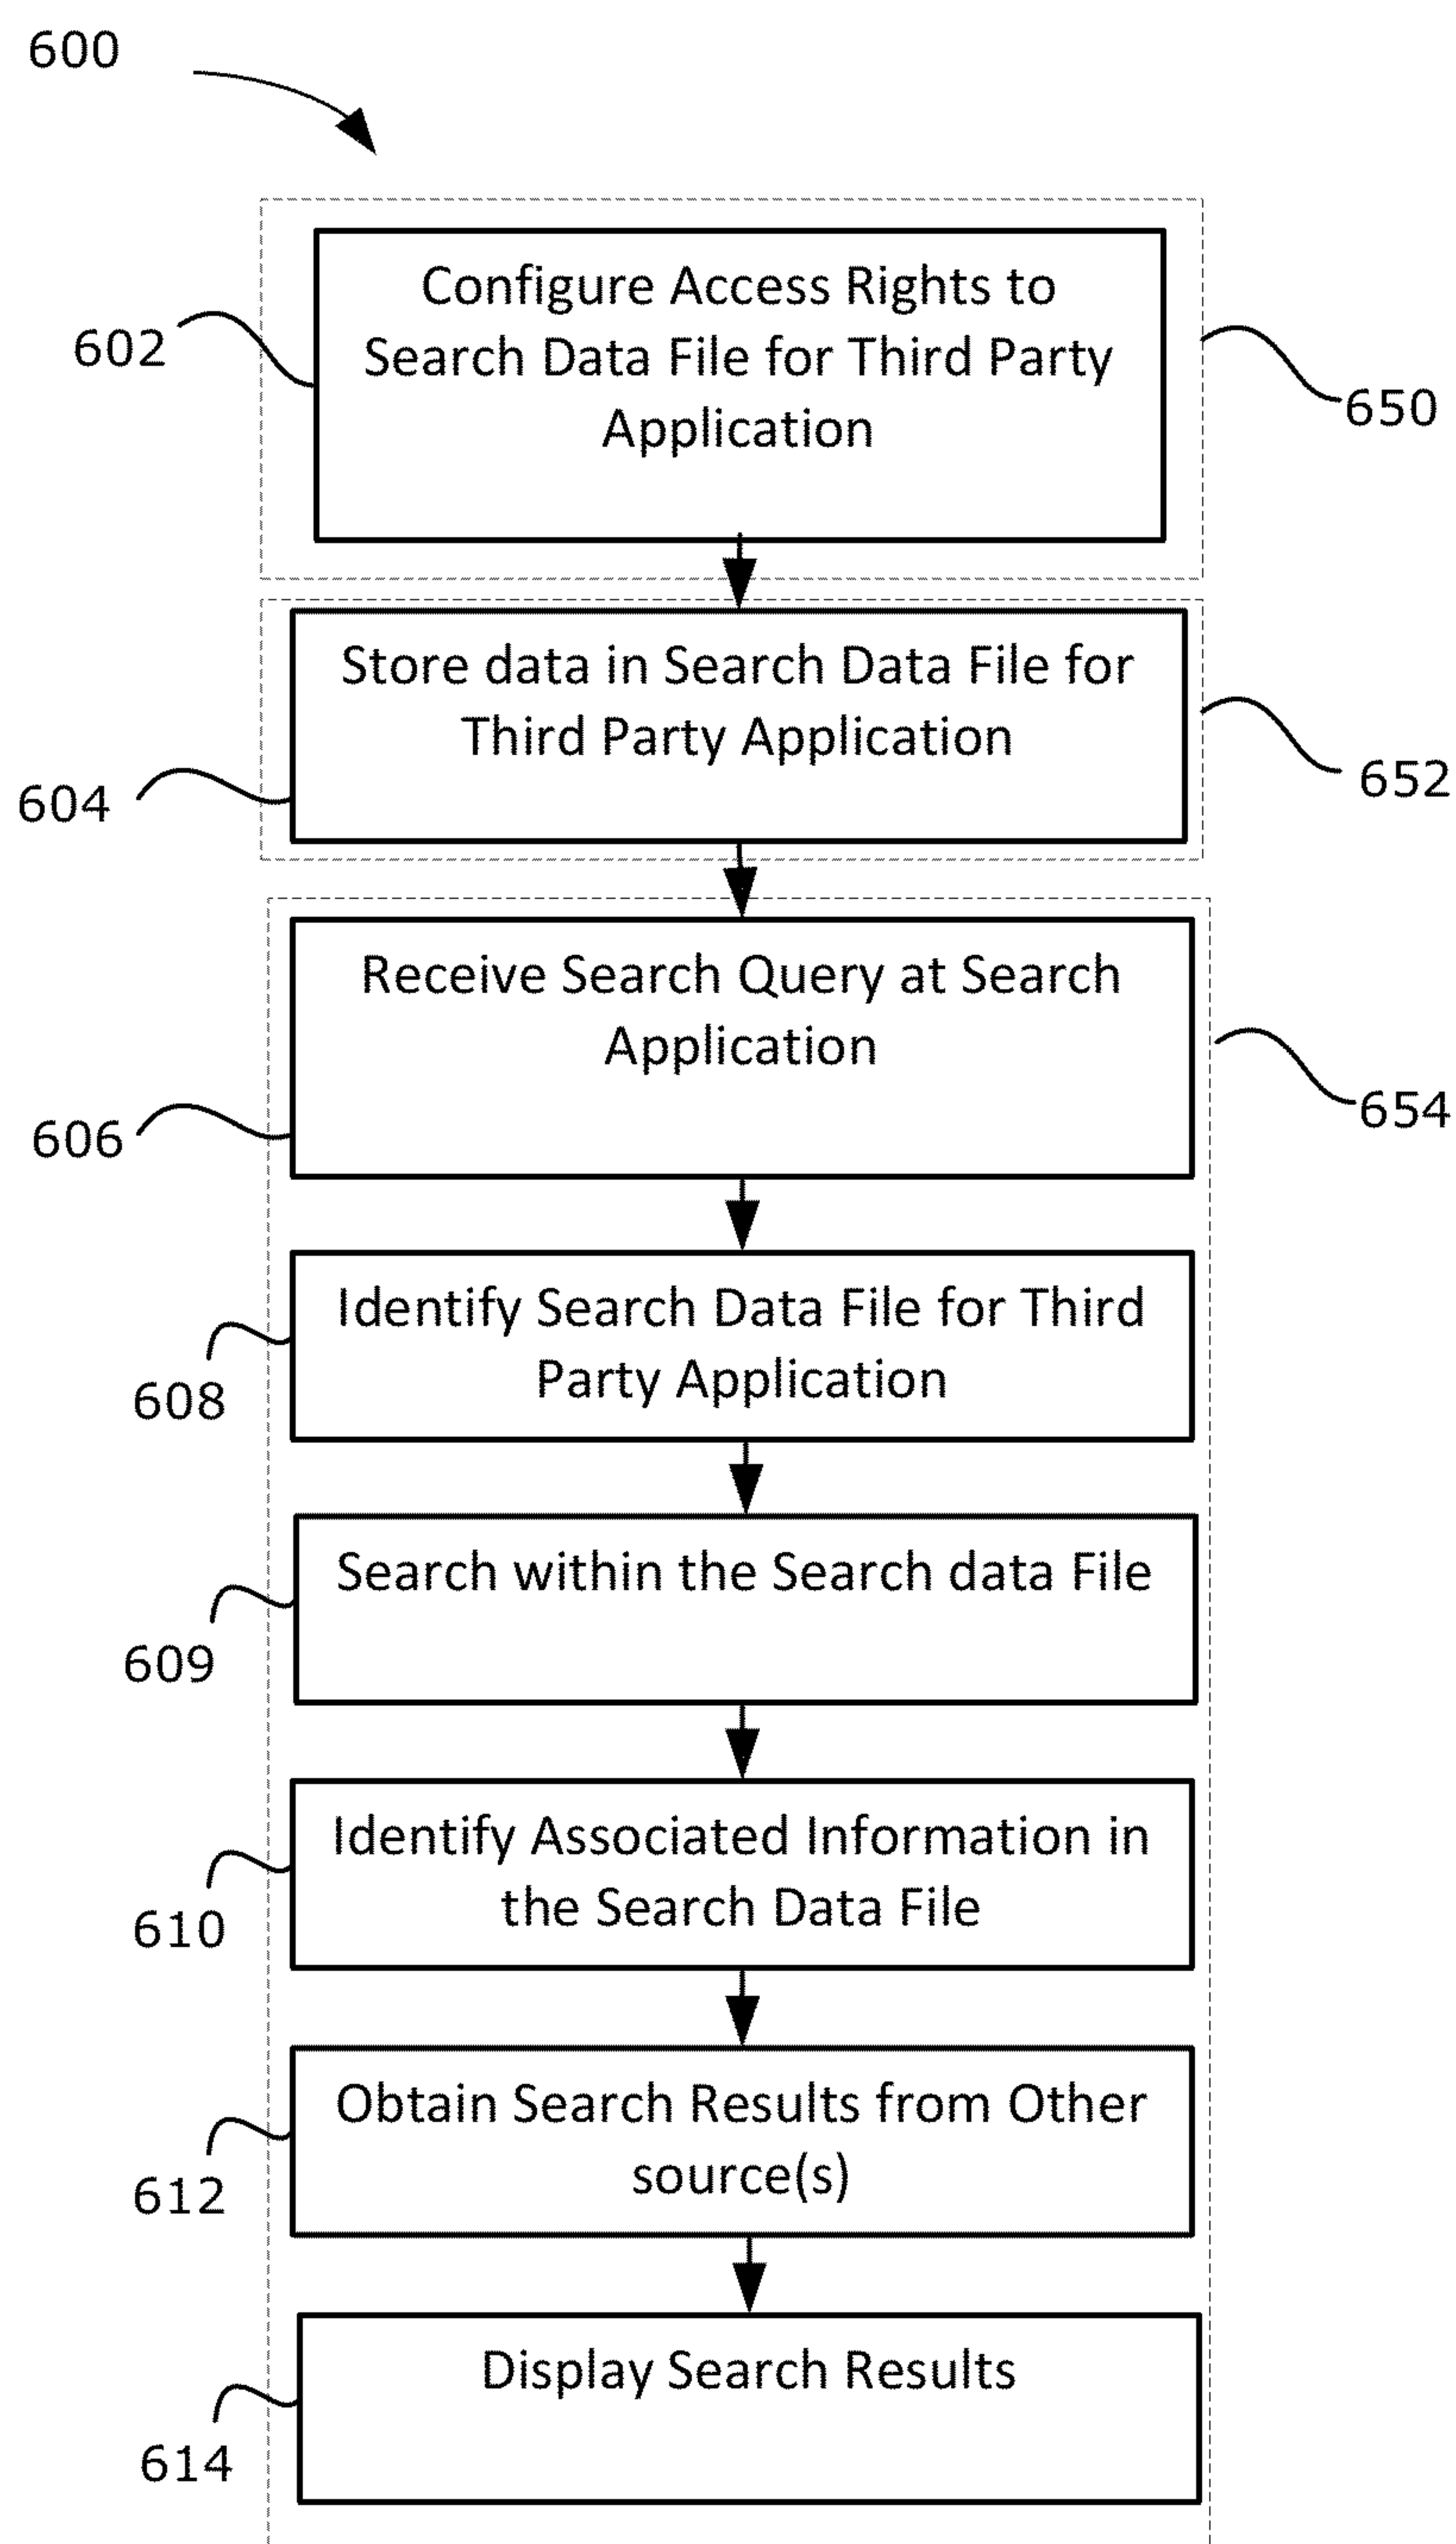 600
Configure Access Rights to
Search Data File for Third Party
Application
602
650
Store data in Search Data File for
Third Party Application
604
652
Receive Search Query at Search
Application
606
654
Identify Search Data File for Third
Party Application
608
Search within the Search data File
609
Identify Associated Information in
the Search Data File
610
Obtain Search Results from Other
source(s)
612
Display Search Results
614